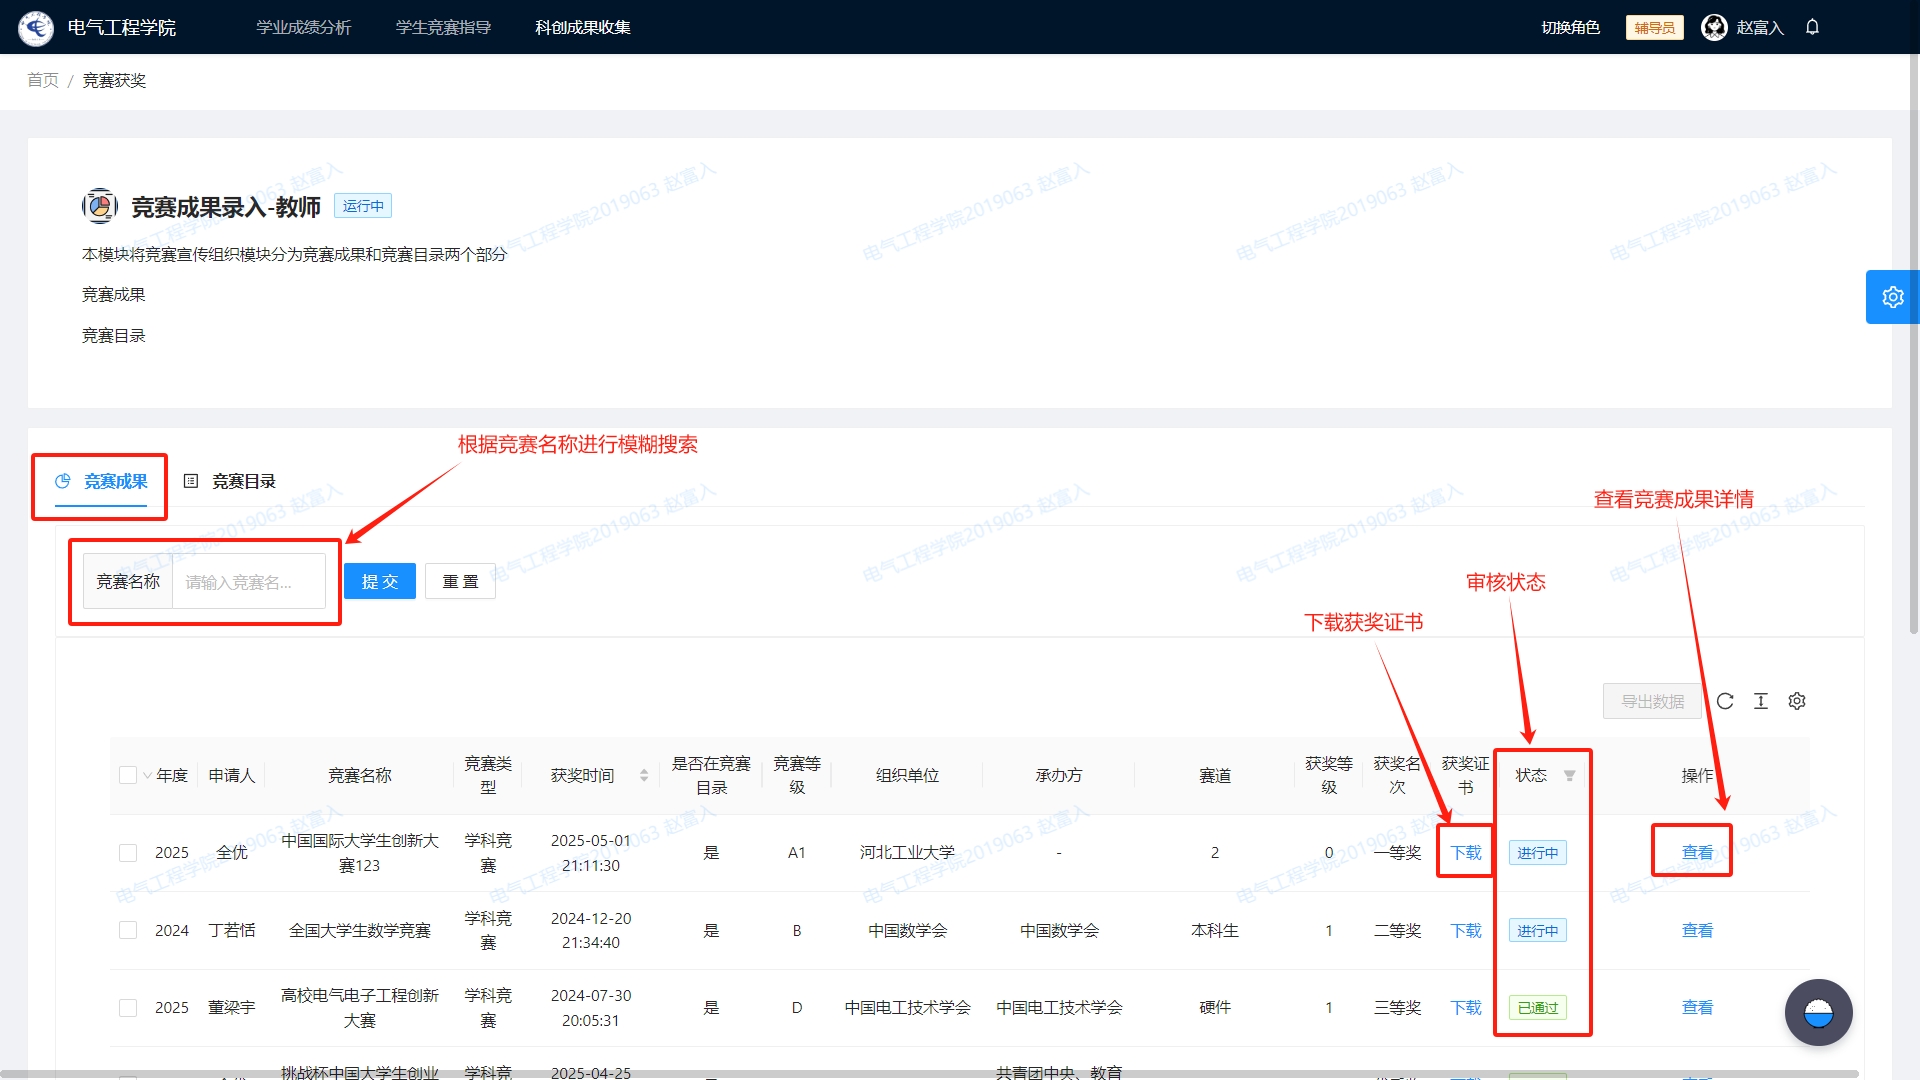 电气工程学院 学业成绩分析 学生竞赛指导 科创成果收集 切换角色 辅导员 赵富入
首页 / 竞赛获奖
竞赛成果录入-教师 运行中
本模块将竞赛宣传组织模块分为竞赛成果和竞赛目录两个部分
竞赛成果
竞赛目录
根据竞赛名称进行模糊搜索
竞赛成果 竞赛目录
查看竞赛成果详情
竞赛名称 请输入竞赛名... 提 交 重 置
审核状态
下载获奖证书
导出数据
年度 申请人 竞赛名称 竞赛类型 获奖时间 是否在竞赛目录 竞赛等级 组织单位 承办方 赛道 获奖等级 获奖名次 获奖证书 状态 操作
2025 全优 中国国际大学生创新大赛123 学科竞赛 2025-05-01 21:11:30 是 A1 河北工业大学 - 2 0 一等奖 下载 进行中 查看
2024 丁若恬 全国大学生数学竞赛 学科竞赛 2024-12-20 21:34:40 是 B 中国数学会 中国数学会 本科生 1 二等奖 下载 进行中 查看
2025 董梁宇 高校电气电子工程创新大赛 学科竞赛 2024-07-30 20:05:31 是 D 中国电工技术学会 中国电工技术学会 硬件 1 三等奖 下载 已通过 查看
挑战杯中国大学生创业 学科竞 2025-04-25 共青团中央、教育
电气工程学院2019063 赵富入